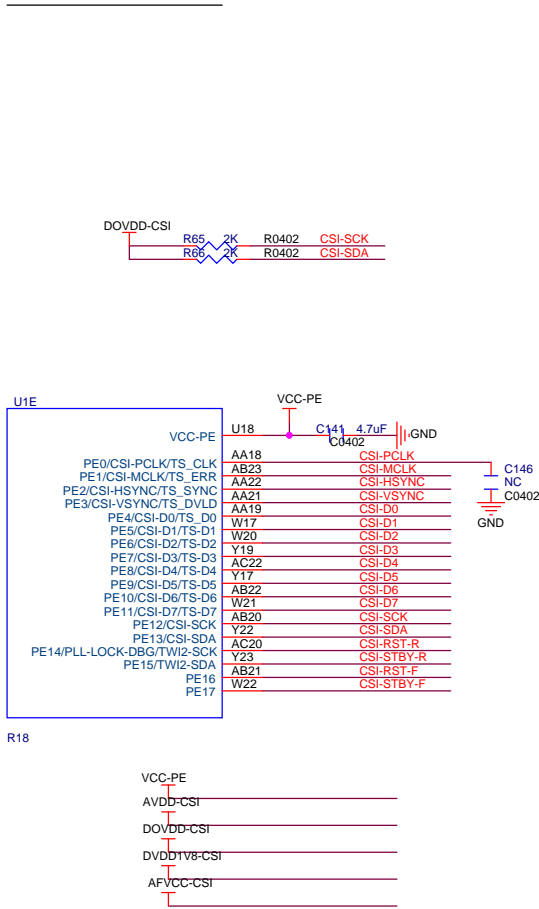 DOVDD-CSI
R65 2K R0402 CSI-SCK
R66 2K R0402 CSI-SDA
U1E
VCC-PE
VCC-PE U18 C141 4.7uF GND
C0402
PE0/CSI-PCLK/TS_CLK AA18 CSI-PCLK
PE1/CSI-MCLK/TS_ERR AB23 CSI-MCLK
PE2/CSI-HSYNC/TS_SYNC AA22 CSI-HSYNC
PE3/CSI-VSYNC/TS_DVLD AA21 CSI-VSYNC
PE4/CSI-D0/TS_D0 AA19 CSI-D0
PE5/CSI-D1/TS-D1 W17 CSI-D1
PE6/CSI-D2/TS-D2 W20 CSI-D2
PE7/CSI-D3/TS-D3 Y19 CSI-D3
PE8/CSI-D4/TS-D4 AC22 CSI-D4
PE9/CSI-D5/TS-D5 Y17 CSI-D5
PE10/CSI-D6/TS-D6 AB22 CSI-D6
PE11/CSI-D7/TS-D7 W21 CSI-D7
PE12/CSI-SCK AB20 CSI-SCK
PE13/CSI-SDA Y22 CSI-SDA
PE14/PLL-LOCK-DBG/TWI2-SCK AC20 CSI-RST-R
PE15/TWI2-SDA Y23 CSI-STBY-R
PE16 AB21 CSI-RST-F
PE17 W22 CSI-STBY-F
C146
NC
C0402
GND
R18
VCC-PE
AVDD-CSI
DOVDD-CSI
DVDD1V8-CSI
AFVCC-CSI